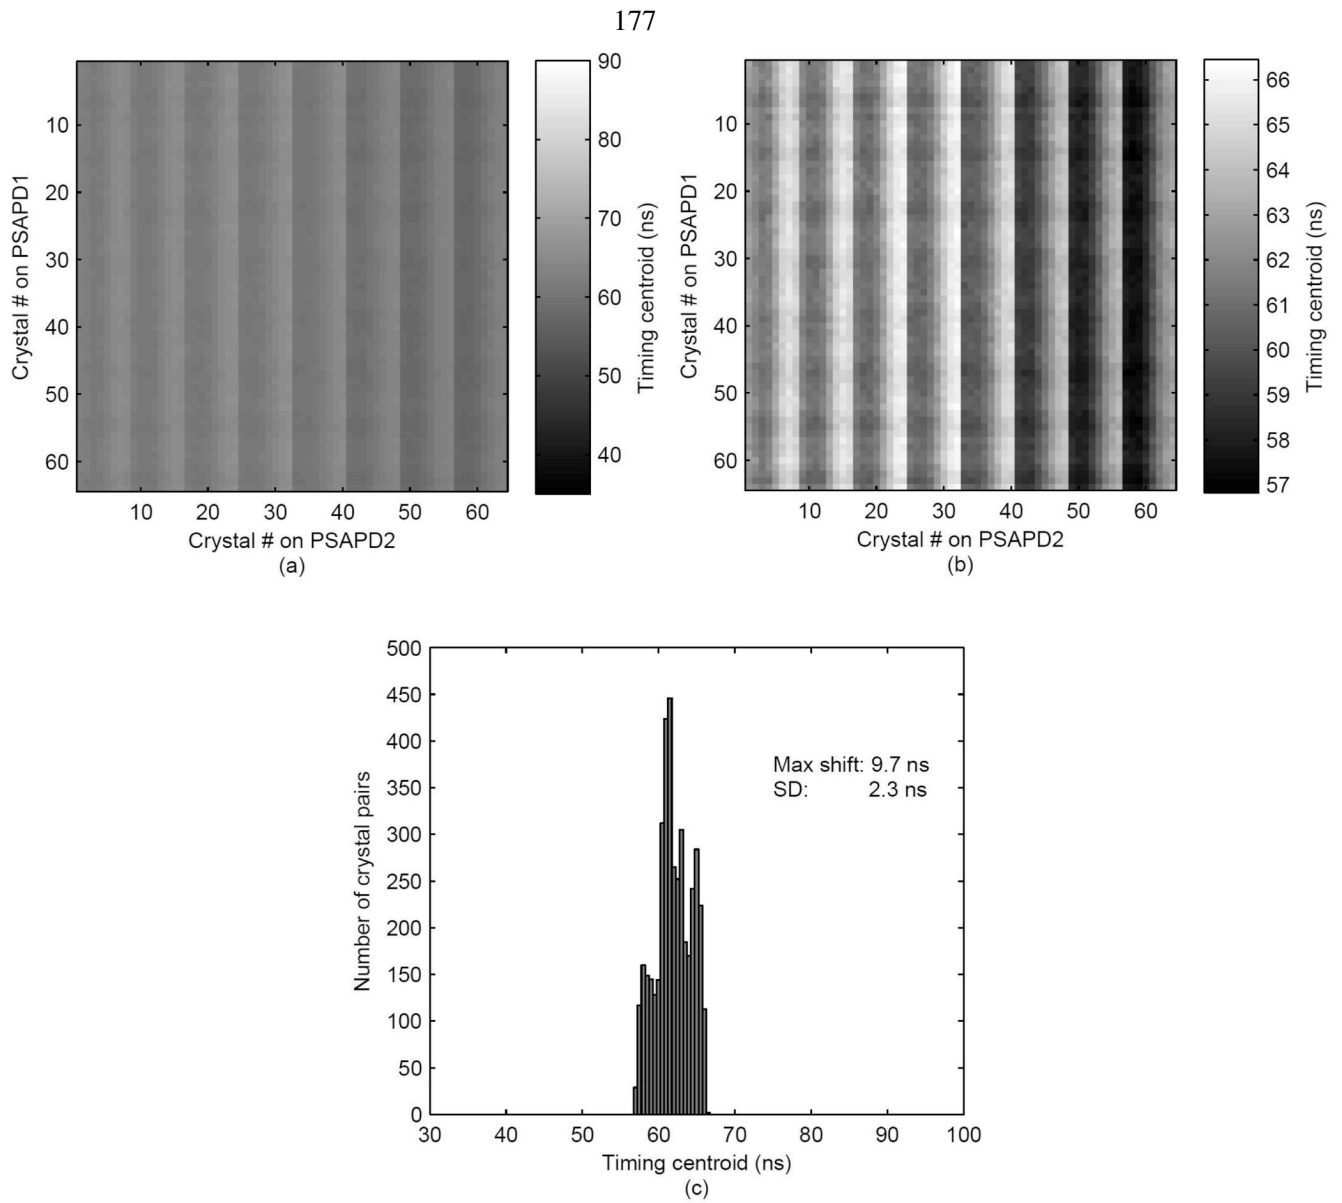 177
90
80
70
60
50
40
Timing centroid (ns)
10
20
30
40
50
60
Crystal # on PSAPD1
10 20 30 40 50 60
Crystal # on PSAPD2
(a)
66
65
64
63
62
61
60
59
58
57
Timing centroid (ns)
10
20
30
40
50
60
Crystal # on PSAPD1
10 20 30 40 50 60
Crystal # on PSAPD2
(b)
500
450
400
350
300
250
200
150
100
50
0
Number of crystal pairs
Max shift: 9.7 ns
SD: 2.3 ns
30 40 50 60 70 80 90 100
Timing centroid (ns)
(c)